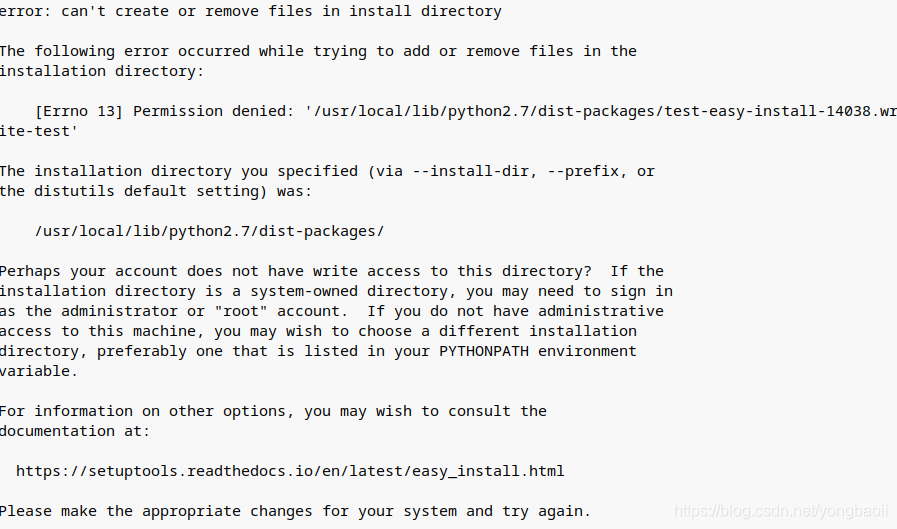 error: can't create or remove files in install directory
The following error occurred while trying to add or remove files in the
installation directory:
[Errno 13] Permission denied: '/usr/local/lib/python2.7/dist-packages/test-easy-install-14038.wr
ite-test'
The installation directory you specified (via --install-dir, --prefix, or
the distutils default setting) was:
/usr/local/lib/python2.7/dist-packages/
Perhaps your account does not have write access to this directory?  If the
installation directory is a system-owned directory, you may need to sign in
as the administrator or "root" account.  If you do not have administrative
access to this machine, you may wish to choose a different installation
directory, preferably one that is listed in your PYTHONPATH environment
variable.
For information on other options, you may wish to consult the
documentation at:
https://setuptools.readthedocs.io/en/latest/easy_install.html
Please make the appropriate changes for your system and try again.
https://blog.csdn.net/yongbaoii